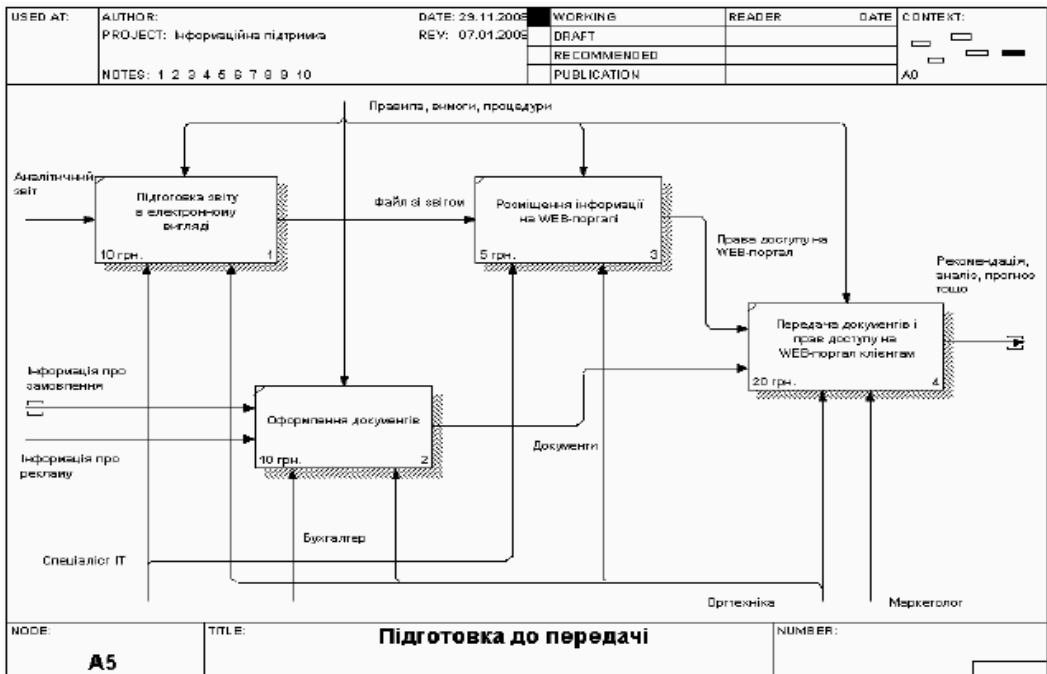 USED AT:
AUTHOR:
DATE: 29.11.2008
PROJECT: Інформаційна підтримка
REV: 07.01.2009
NOTES: 1 2 3 4 5 6 7 8 9 10
WORKING
DRAFT
RECOMMENDED
PUBLICATION
READER
DATE
CONTEXT:
A0
Правила, вимоги, процедури
Аналітичний
звіт
Підготовка звіту
в електронному
вигляді
10 грн.
1
Файл зі звітом
Розміщення інформації
на WEB-порталі
5 грн.
3
Права доступу на
WEB-портал
Рекомендація,
аналіз, прогноз
тощо
Передача документів і
прав доступу на
WEB-портал клієнтам
20 грн.
4
Інформація про
замовлення
Оформлення документів
10 грн.
2
Документи
Інформація про
рекламу
Бухгалтер
Спеціаліст IT
Оргтехніка
Маркетолог
NODE:
A5
TITLE:
Підготовка до передачі
NUMBER: